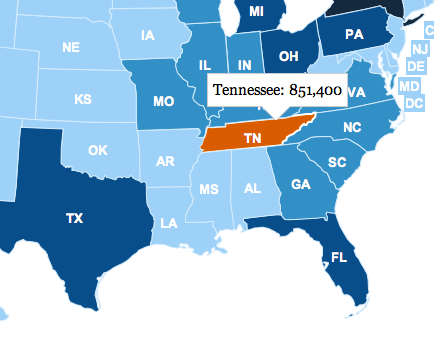 MI
IA
PA
NE
OH
IL
IN
C
NJ
DE
MD
DC
Tennessee: 851,400
VA
KS
MO
TN
NC
OK
AR
SC
MS
AL
GA
TX
LA
FL